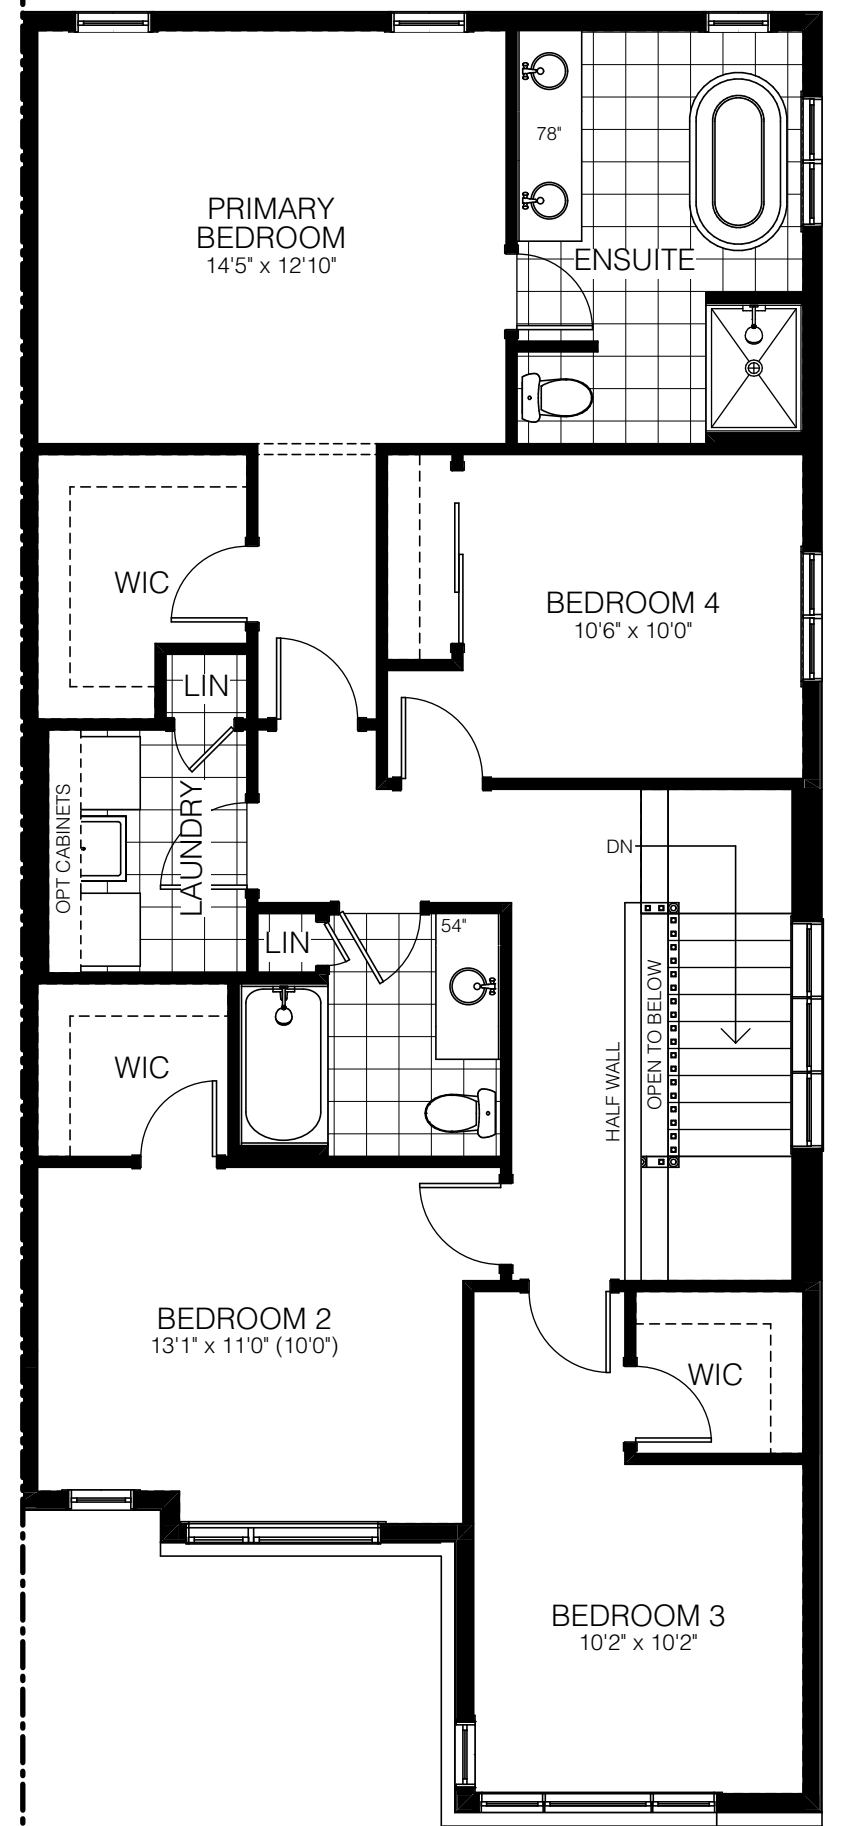 78"
PRIMARY
BEDROOM
14'5" x 12'10"
ENSUITE
WIC
BEDROOM 4
10'6" x 10'0"
LIN
OPT CABINETS
LAUNDRY
DN
LIN
54"
OPEN TO BELOW
HALF WALL
WIC
BEDROOM 2
13'1" x 11'0" (10'0")
WIC
BEDROOM 3
10'2" x 10'2"